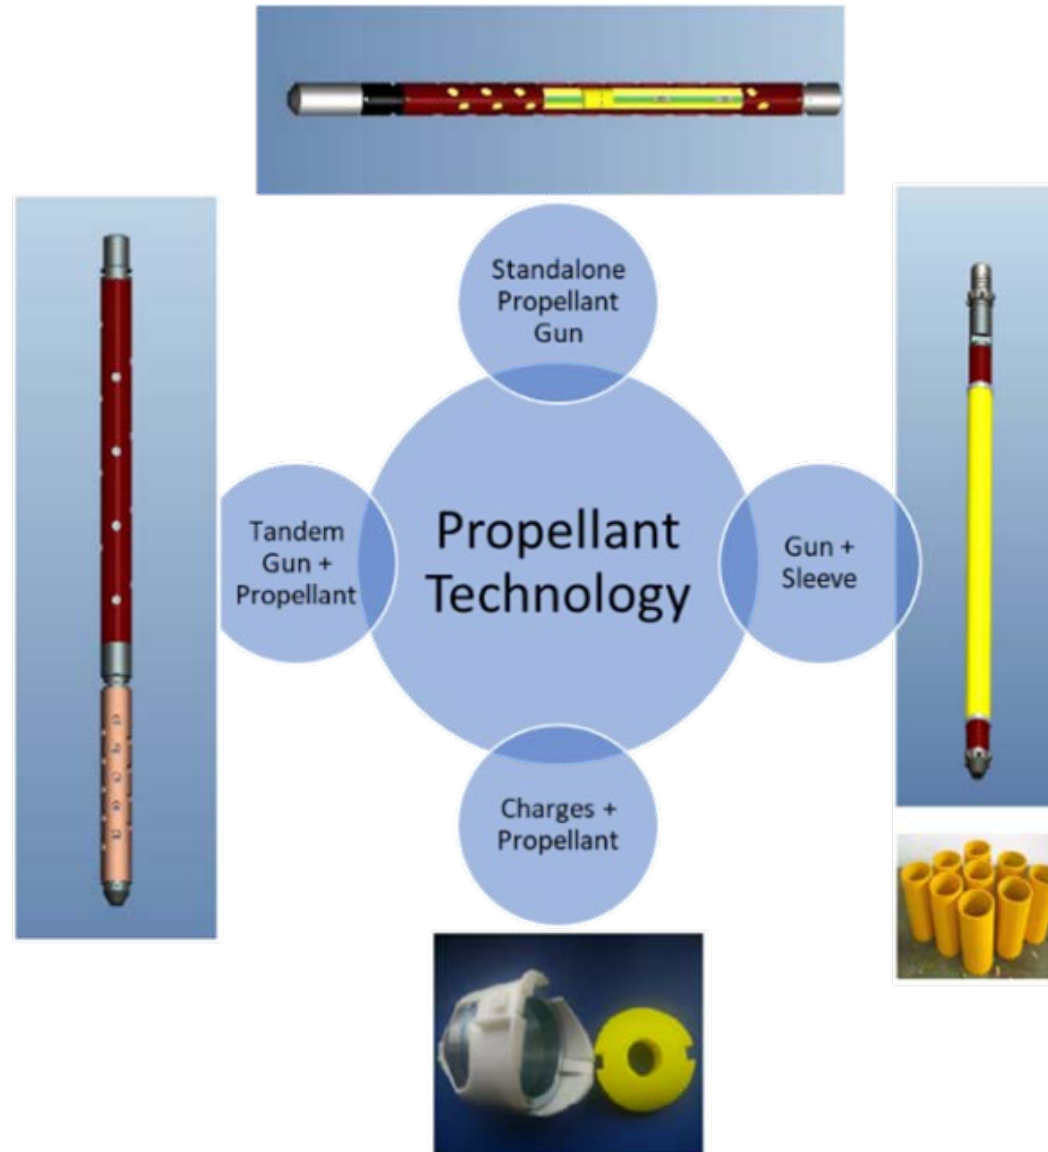 Standalone
Propellant
Gun
Tandem
Gun +
Propellant
Propellant
Technology
Gun +
Sleeve
Charges +
Propellant